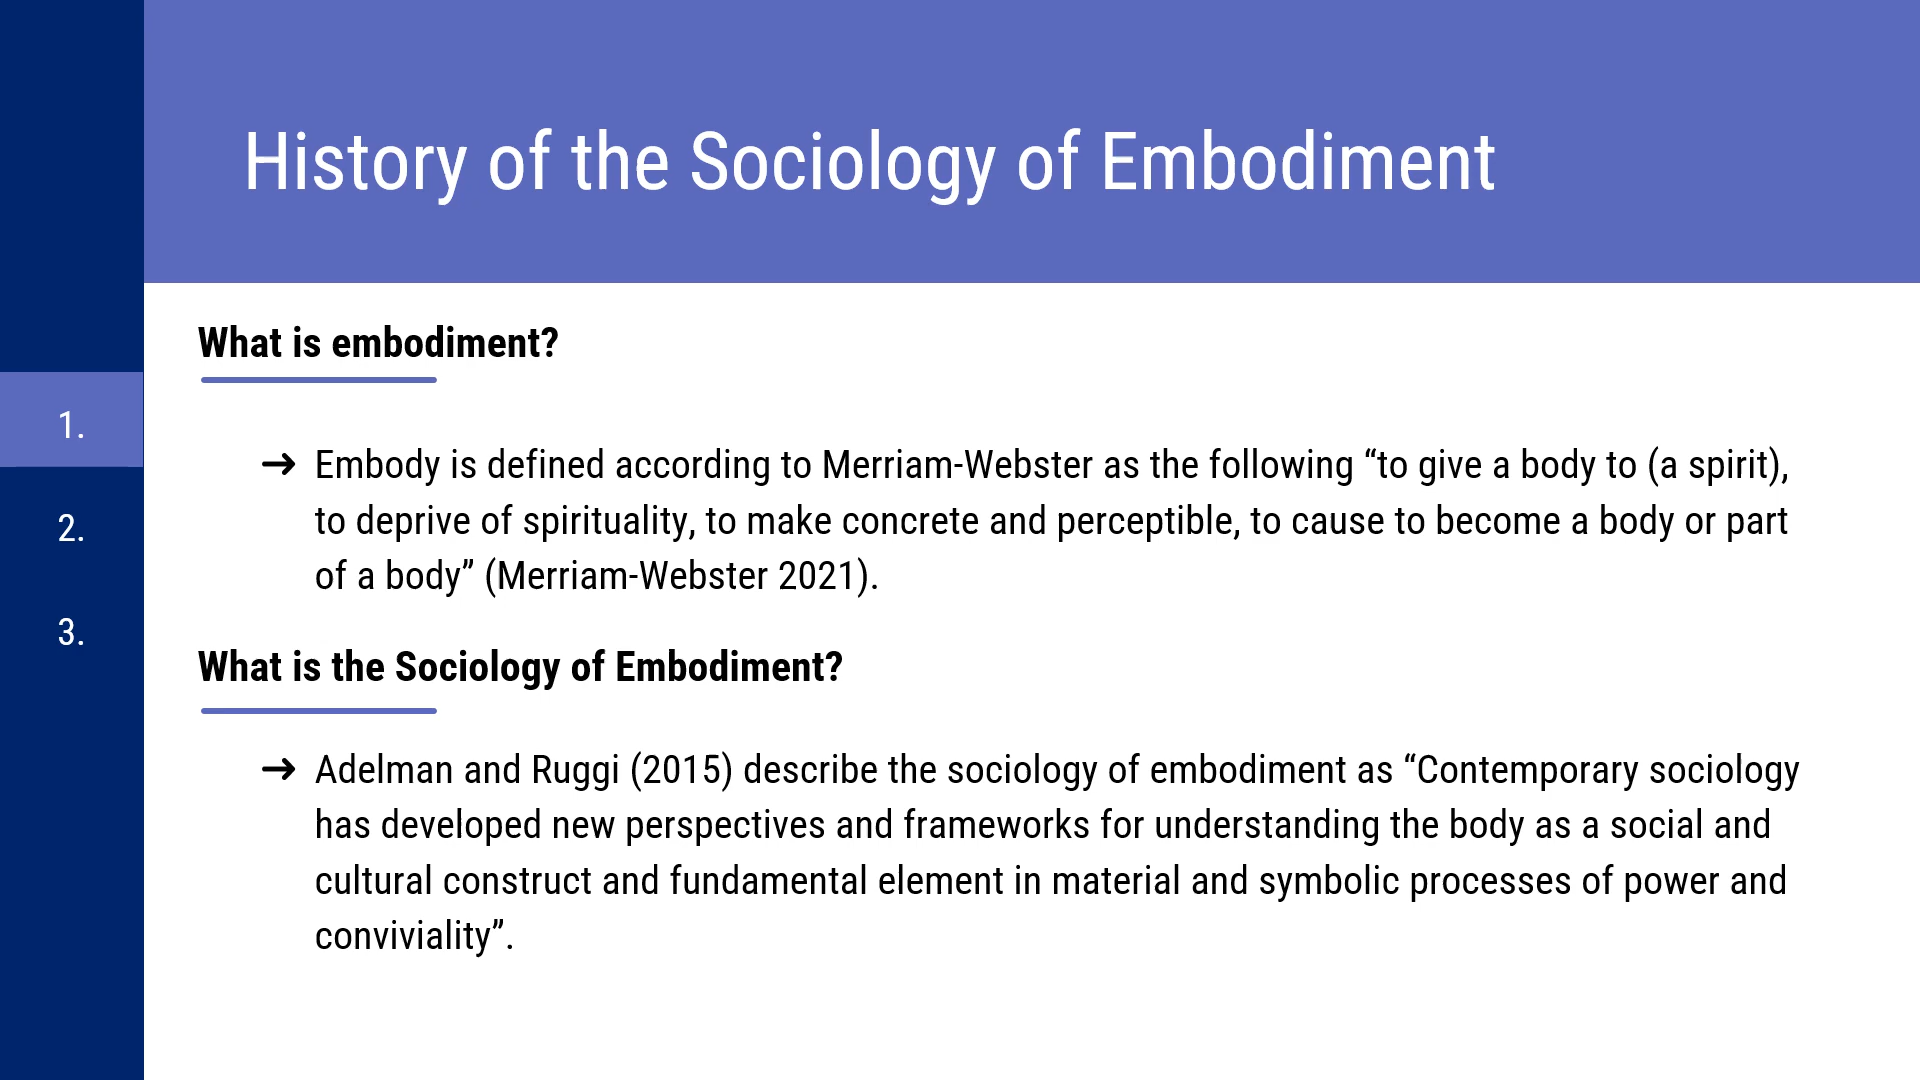 History of the Sociology of Embodiment
What is embodiment?
1.
→ Embody is defined according to Merriam-Webster as the following “to give a body to (a spirit),
to deprive of spirituality, to make concrete and perceptible, to cause to become a body or part
of a body” (Merriam-Webster 2021).
2.
3.
What is the Sociology of Embodiment?
→ Adelman and Ruggi (2015) describe the sociology of embodiment as “Contemporary sociology
has developed new perspectives and frameworks for understanding the body as a social and
cultural construct and fundamental element in material and symbolic processes of power and
conviviality”.